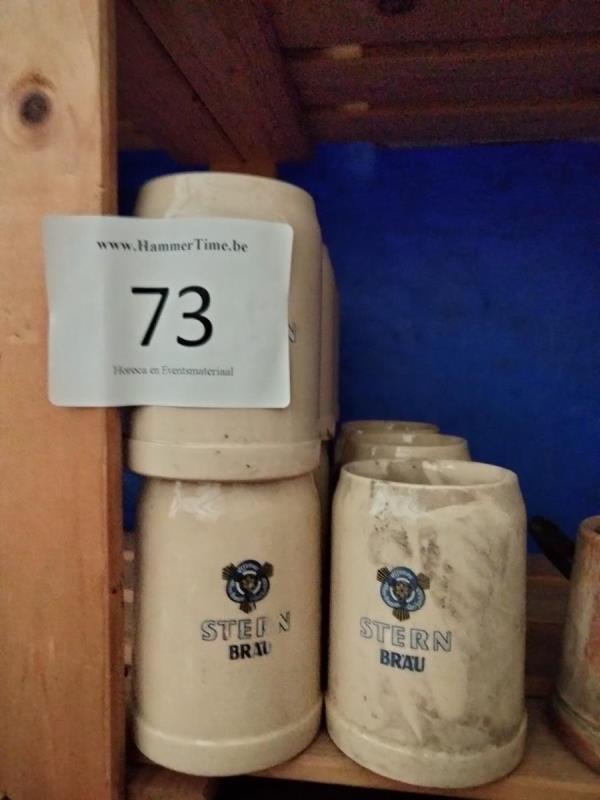 www.HammerTime.be
73
Horeca en Eventsmateriaal
N
STERN
BRÄU
STERN
BRÄU